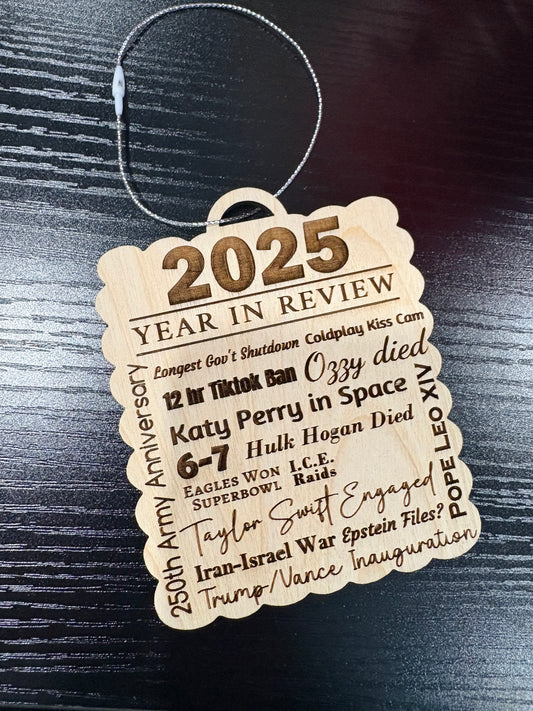 2025
YEAR IN REVIEW
Longest Gov't Shutdown Coldplay Kiss Cam
12 hr Tiktok Ban Ozzy died
Katy Perry in Space
6-7 Hulk Hogan Died
EAGLES WON SUPERBOWL
I.C.E. Raids
Taylor Swift Engaged
Iran-Israel War Epstein Files?
Trump/Vance Inauguration
250th Army Anniversary
POPE LEO XIV